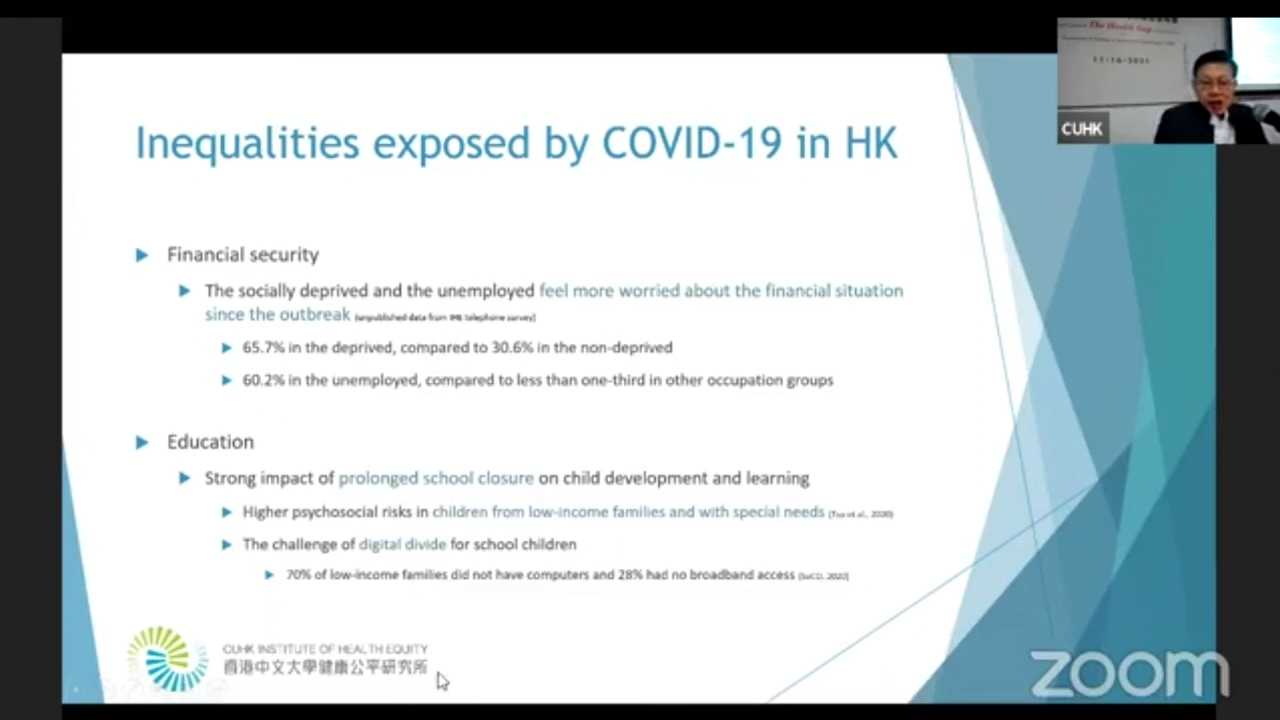 The Health Gap
11-16-2021
CUHK
Inequalities exposed by COVID-19 in HK
Financial security
The socially deprived and the unemployed feel more worried about the financial situation
since the outbreak (unpublished data from IHE telephone survey)
65.7% in the deprived, compared to 30.6% in the non-deprived
60.2% in the unemployed, compared to less than one-third in other occupation groups
Education
Strong impact of prolonged school closure on child development and learning
Higher psychosocial risks in children from low-income families and with special needs (Tso et al., 2020)
The challenge of digital divide for school children
70% of low-income families did not have computers and 28% had no broadband access (SoCO, 2020)
CUHK INSTITUTE OF HEALTH EQUITY
香港中文大學健康公平研究所
zoom